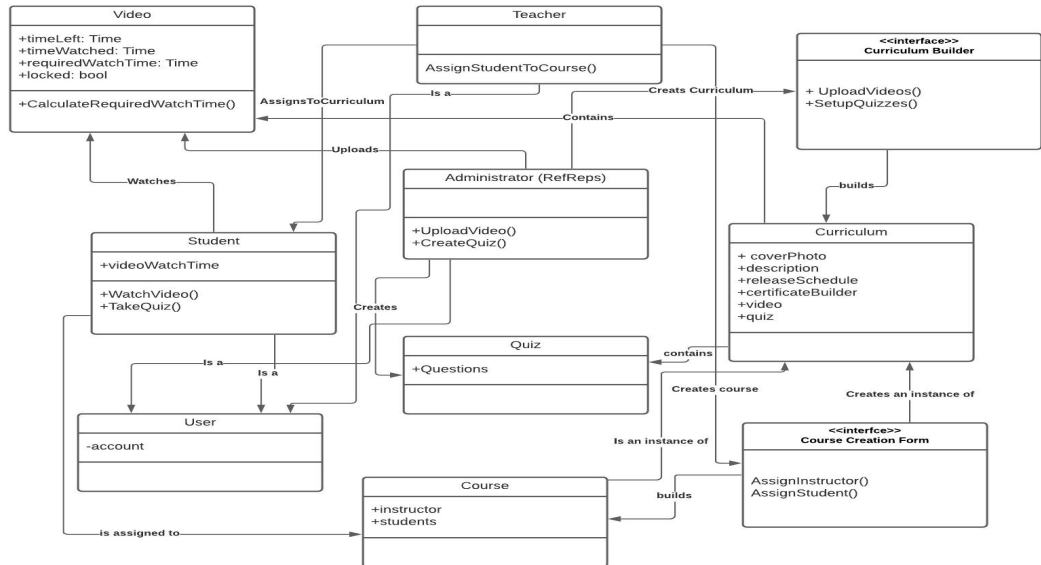 Video
+timeLeft: Time
+timeWatched: Time
+requiredWatchTime: Time
+locked: bool
+CalculateRequiredWatchTime()
Teacher
AssignStudentToCourse()
<<interface>>
Curriculum Builder
+ UploadVideos()
+SetupQuizzes()
Is a
AssignsToCurriculum
Creats Curriculum
Contains
Uploads
Watches
builds
Administrator (RefReps)
+UploadVideo()
+CreateQuiz()
Student
+videoWatchTime
+WatchVideo()
+TakeQuiz()
Curriculum
+ coverPhoto
+description
+releaseSchedule
+certificateBuilder
+video
+quiz
Creates
Is a
Is a
Quiz
+Questions
contains
Creates course
Creates an instance of
User
-account
Is an instance of
<<interfce>>
Course Creation Form
AssignInstructor()
AssignStudent()
Course
+instructor
+students
builds
is assigned to